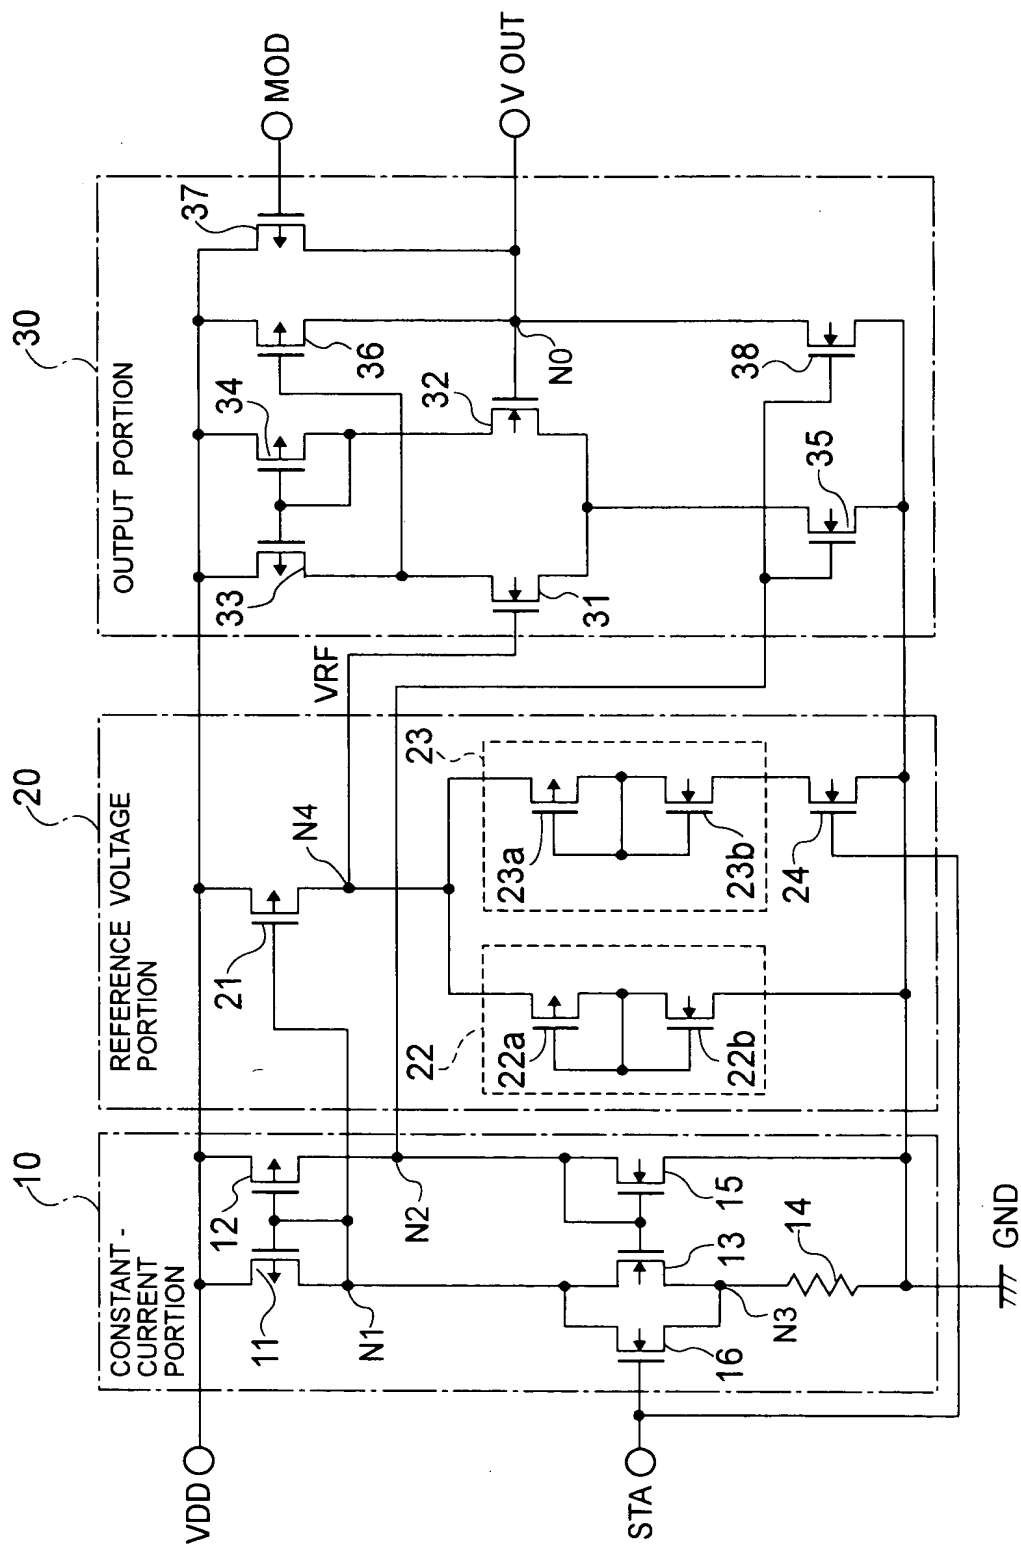 10
CONSTANT-
CURRENT
PORTION
20
REFERENCE VOLTAGE
PORTION
30
OUTPUT PORTION
VDD
11
12
N1
N2
13
14
15
16
N3
STA
GND
21
N4
VRF
22
22a
22b
23
23a
23b
24
31
32
33
34
35
36
37
38
N0
MOD
V OUT